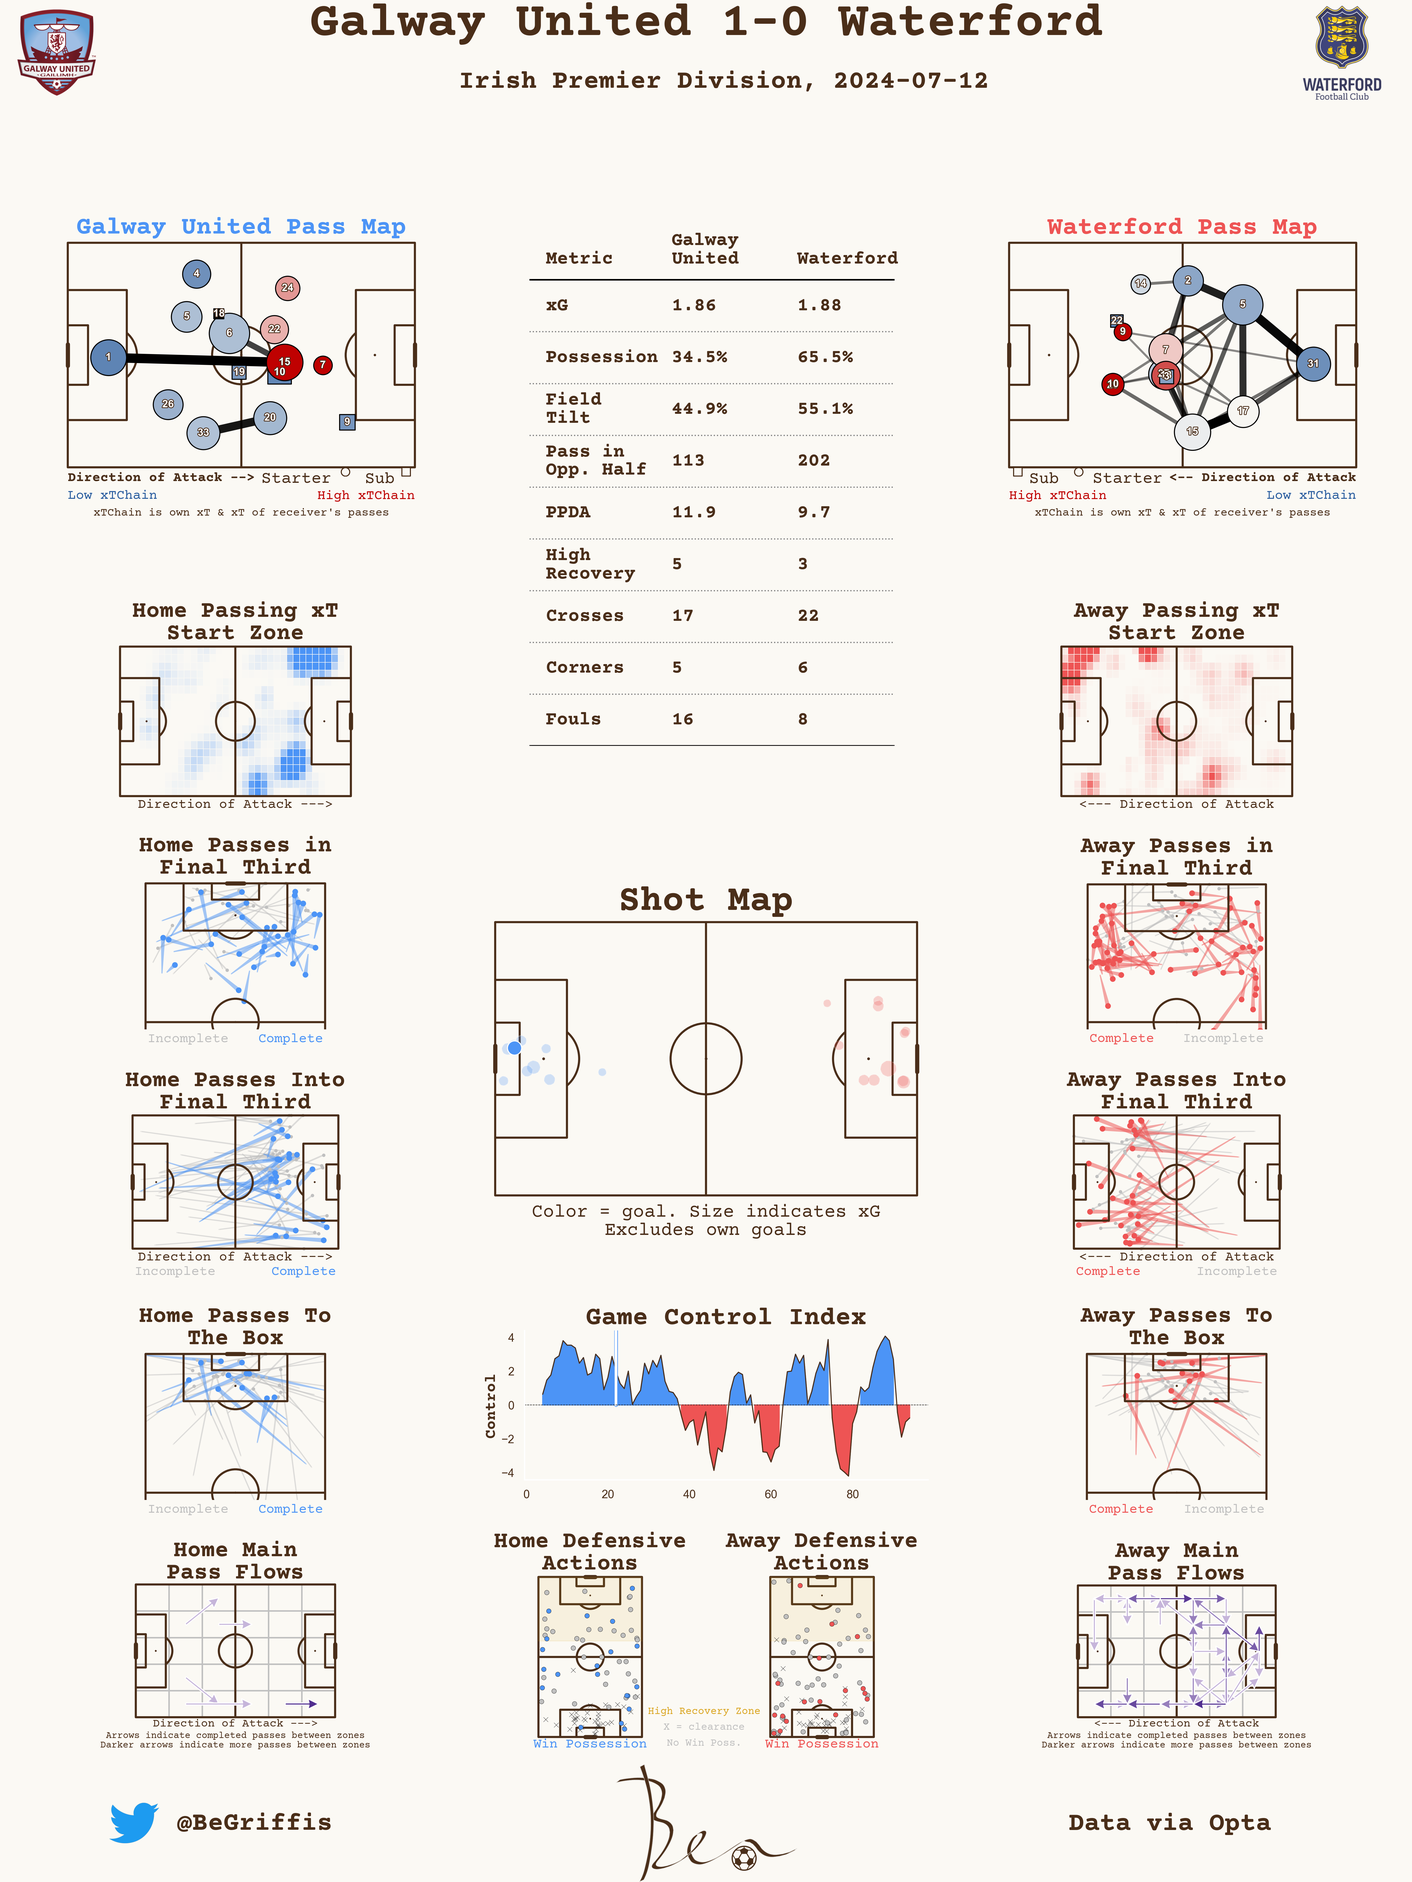 Galway United 1-0 Waterford
Irish Premier Division, 2024-07-12
GALWAY UNITED
GAILLIMH
WATERFORD
Football Club
Galway United Pass Map
4
24
5
18
6
22
1
15
10
7
19
26
33
20
9
Direction of Attack --> Starter Sub
Low xTChain High xTChain
xTChain is own xT & xT of receiver's passes
Metric Galway United Waterford
xG 1.86 1.88
Possession 34.5% 65.5%
Field Tilt 44.9% 55.1%
Pass in Opp. Half 113 202
PPDA 11.9 9.7
High Recovery 5 3
Crosses 17 22
Corners 5 6
Fouls 16 8
Waterford Pass Map
14
2
5
22
9
7
31
10
17
15
Sub Starter <-- Direction of Attack
High xTChain Low xTChain
xTChain is own xT & xT of receiver's passes
Home Passing xT
Start Zone
Direction of Attack --->
Away Passing xT
Start Zone
<--- Direction of Attack
Home Passes in
Final Third
Incomplete Complete
Away Passes in
Final Third
Complete Incomplete
Shot Map
Color = goal. Size indicates xG
Excludes own goals
Home Passes Into
Final Third
Direction of Attack --->
Incomplete Complete
Away Passes Into
Final Third
<--- Direction of Attack
Complete Incomplete
Home Passes To
The Box
Incomplete Complete
Game Control Index
Control
4
2
0
−2
−4
0 20 40 60 80
Away Passes To
The Box
Complete Incomplete
Home Main
Pass Flows
Direction of Attack --->
Arrows indicate completed passes between zones
Darker arrows indicate more passes between zones
Home Defensive
Actions
Win Possession
High Recovery Zone
X = clearance
No Win Poss.
Away Defensive
Actions
Win Possession
Away Main
Pass Flows
<--- Direction of Attack
Arrows indicate completed passes between zones
Darker arrows indicate more passes between zones
@BeGriffis
Ben
Data via Opta